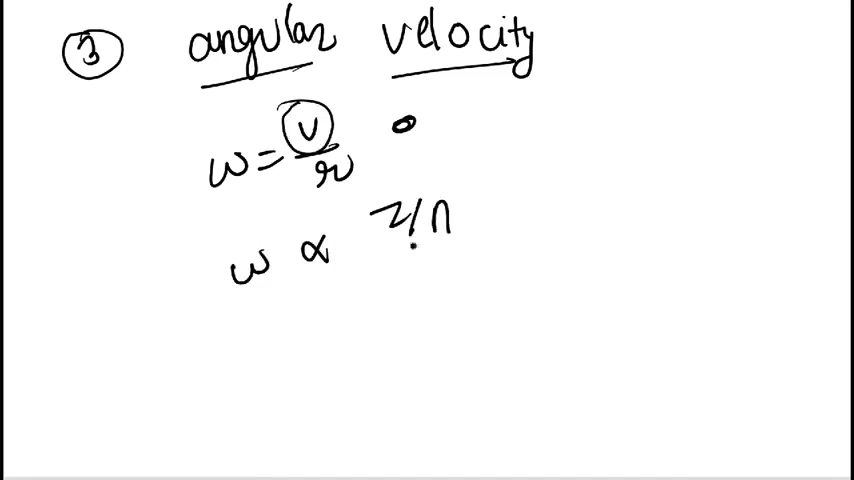 3 angular velocity
ω = v/r
ω ∝ z/n